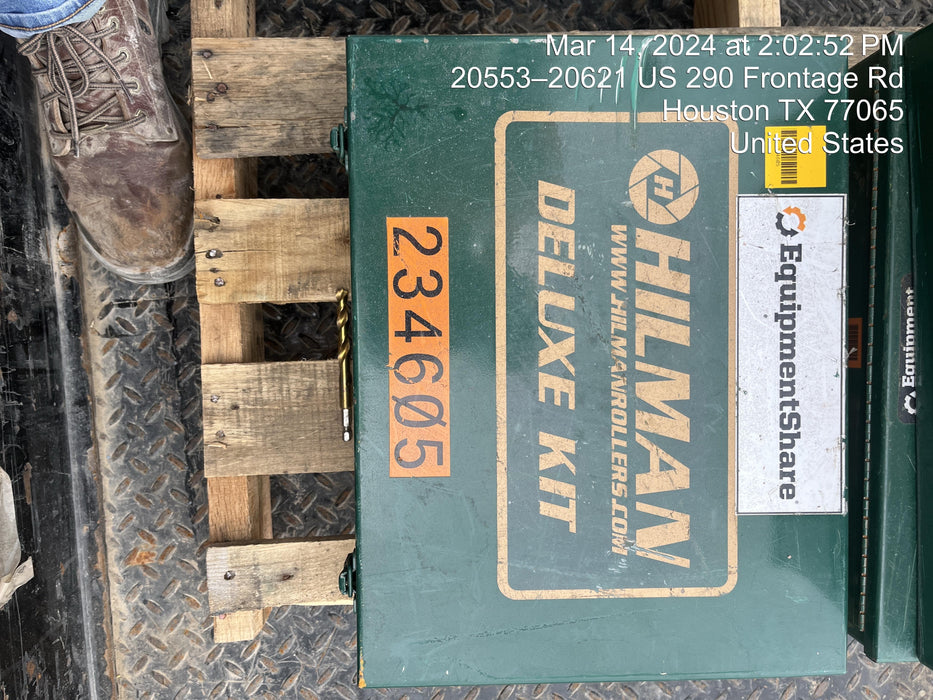 Mar 14, 2024 at 2:02:52 PM
20553–20621 US 290 Frontage Rd
Houston TX 77065
United States
EquipmentShare
H HILMAN
WWW.HILMANROLLERS.COM
DELUXE KIT
234605
Equipment